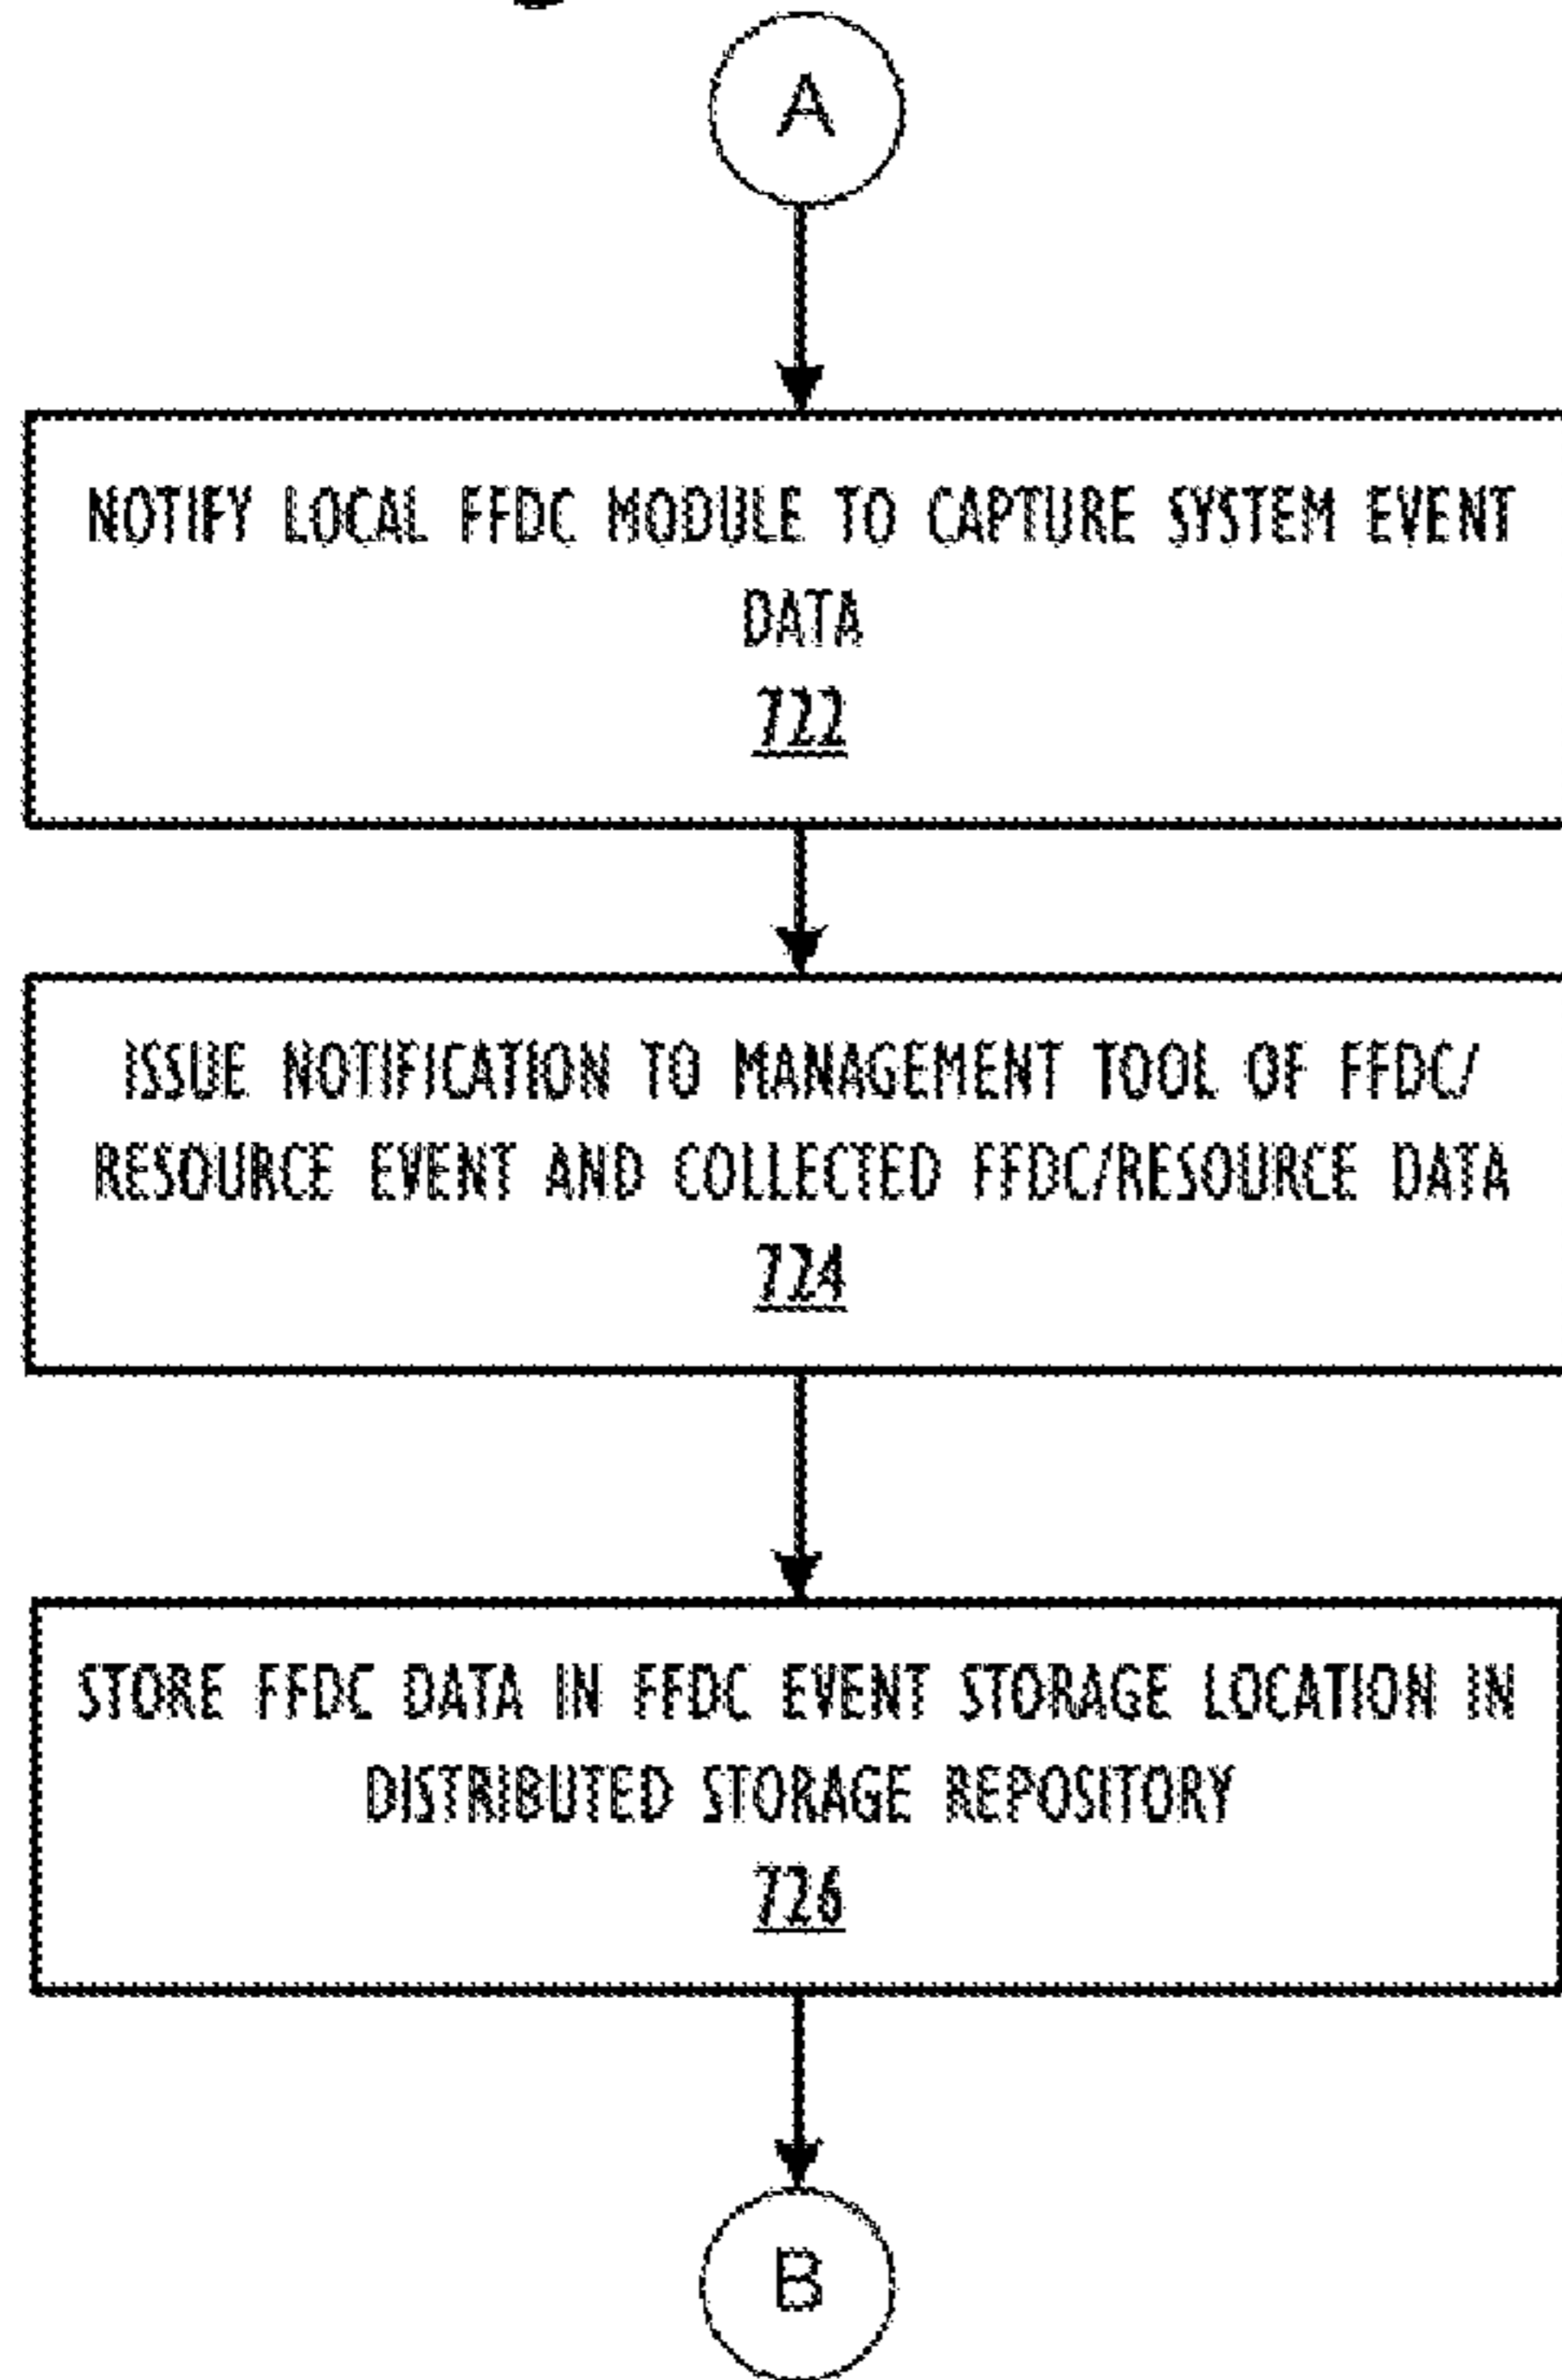 A
NOTIFY LOCAL FFDC MODULE TO CAPTURE SYSTEM EVENT
DATA
722
ISSUE NOTIFICATION TO MANAGEMENT TOOL OF FFDC/
RESOURCE EVENT AND COLLECTED FFDC/RESOURCE DATA
724
STORE FFDC DATA IN FFDC EVENT STORAGE LOCATION IN
DISTRIBUTED STORAGE REPOSITORY
726
B